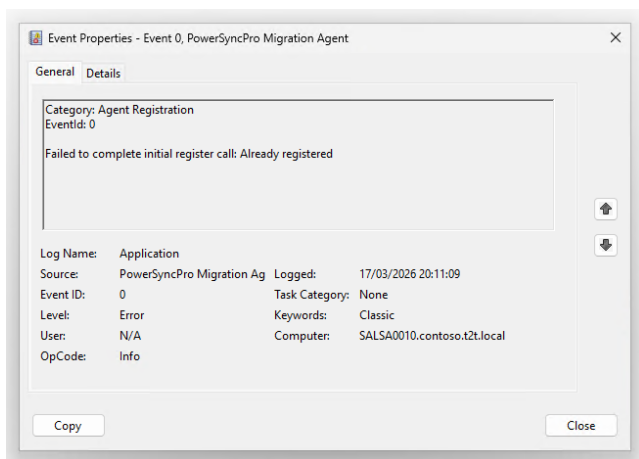 Event Properties - Event 0, PowerSyncPro Migration Agent
General Details
Category: Agent Registration
EventId: 0
Failed to complete initial register call: Already registered
Log Name: Application
Source: PowerSyncPro Migration Ag Logged: 17/03/2026 20:11:09
Event ID: 0 Task Category: None
Level: Error Keywords: Classic
User: N/A Computer: SALSA0010.contoso.t2t.local
OpCode: Info
Copy Close